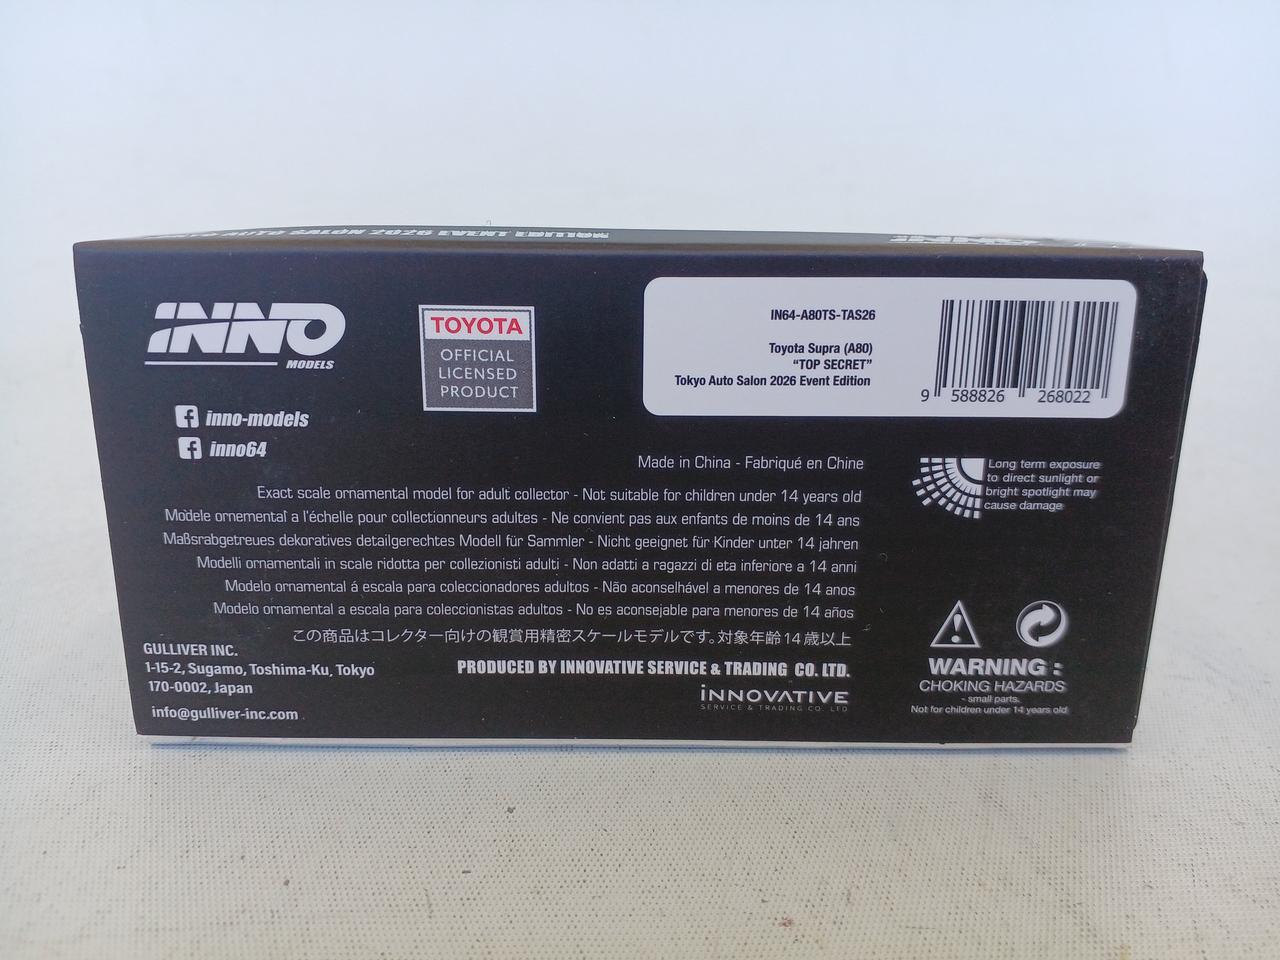 AUTO SALON 2026 EVENT EDITION
INNO
MODELS
inno-models
inno64
TOYOTA
OFFICIAL
LICENSED
PRODUCT
IN64-A80TS-TAS26
Toyota Supra (A80)
“TOP SECRET”
Tokyo Auto Salon 2026 Event Edition
9 588826 268022
Made in China - Fabriqué en Chine
Long term exposure
to direct sunlight or
bright spotlight may
cause damage
Exact scale ornamental model for adult collector - Not suitable for children under 14 years old
Modèle ornemental a l'échelle pour collectionneurs adultes - Ne convient pas aux enfants de moins de 14 ans
Maßsrabgetreues dekoratives detailgerechtes Modell für Sammler - Nicht geeignet für Kinder unter 14 jahren
Modelli ornamentali in scale ridotta per collezionisti adulti - Non adatti a ragazzi di eta inferiore a 14 anni
Modelo ornamental á escala para coleccionadores adultos - Não aconselhável a menores de 14 anos
Modelo ornamental a escala para coleccionistas adultos - No es aconsejable para menores de 14 años
この商品はコレクター向けの観賞用精密スケールモデルです。対象年齢14歳以上
GULLIVER INC.
1-15-2, Sugamo, Toshima-Ku, Tokyo
170-0002, Japan
info@gulliver-inc.com
PRODUCED BY INNOVATIVE SERVICE & TRADING CO. LTD.
iNNOVATIVE
SERVICE & TRADING CO. LTD
WARNING :
CHOKING HAZARDS
- small parts.
Not for children under 14 years old